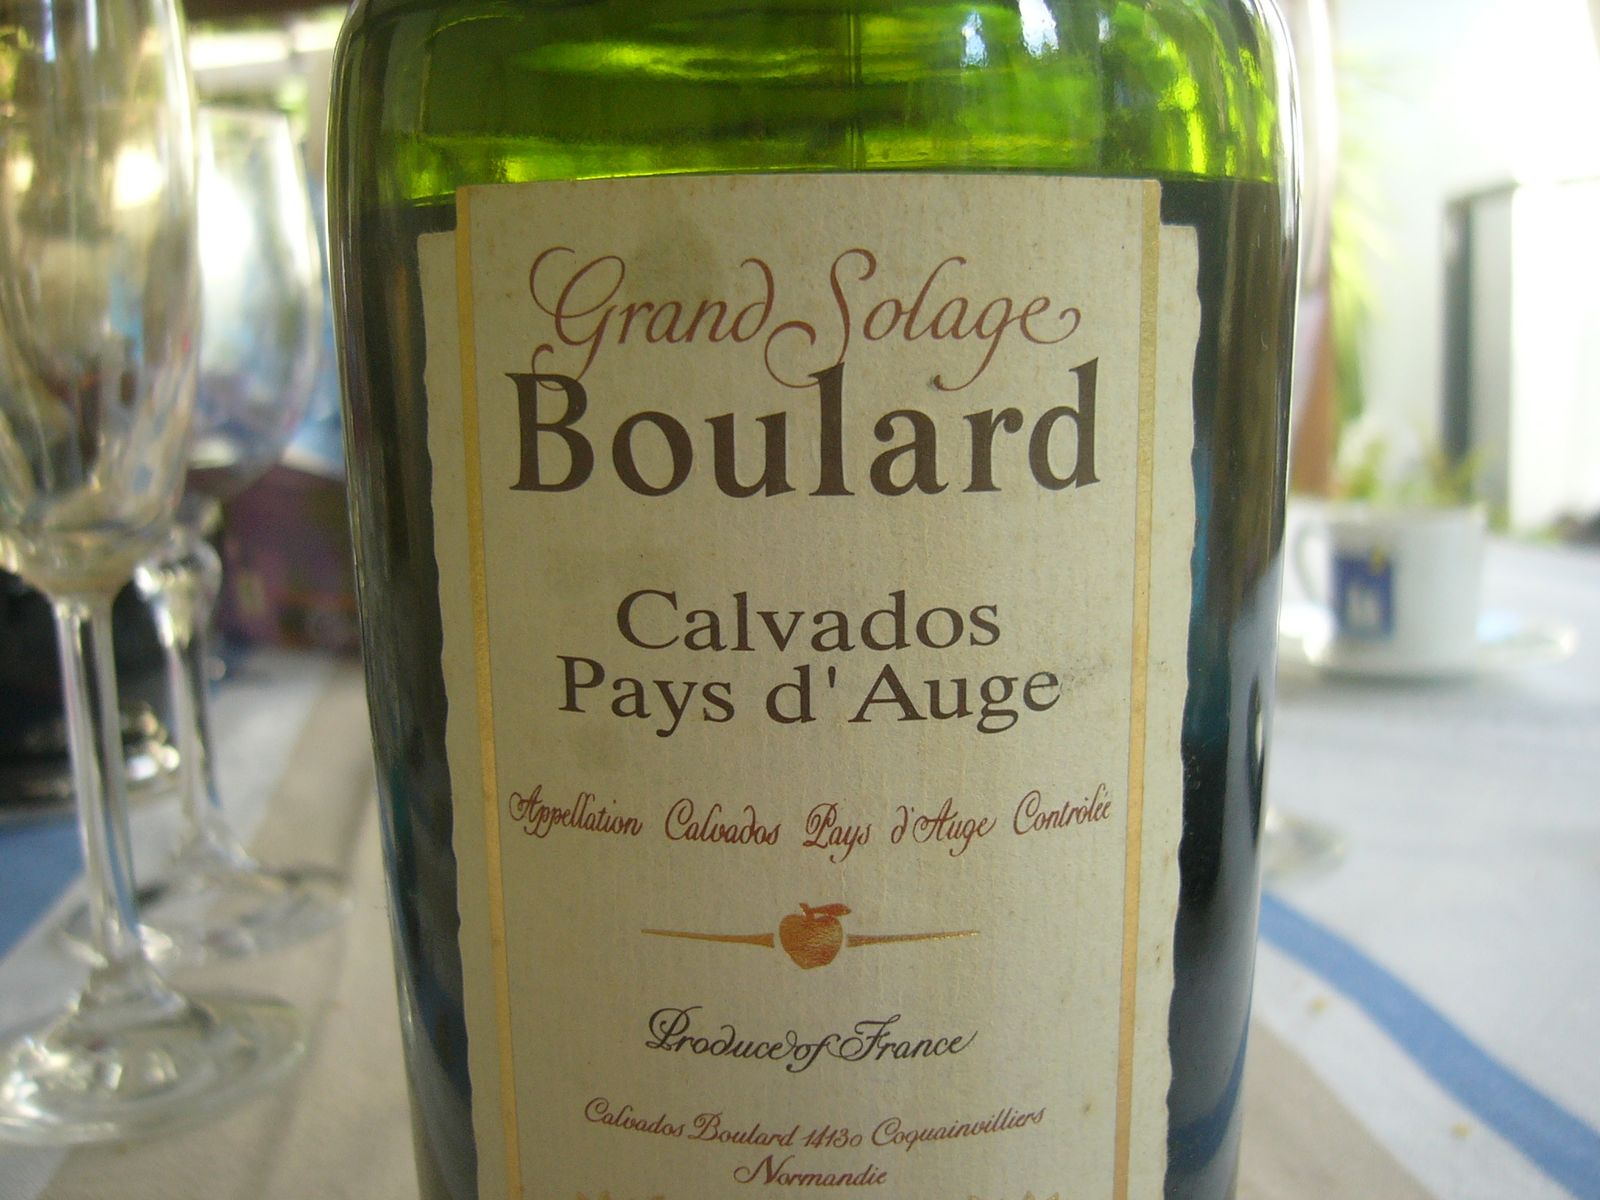 Grand Solage
Boulard
Calvados
Pays d'Auge
Appellation Calvados Pays d'Auge Contrôlée
Produce of France
Calvados Boulard 14130 Coquainvilliers
Normandie